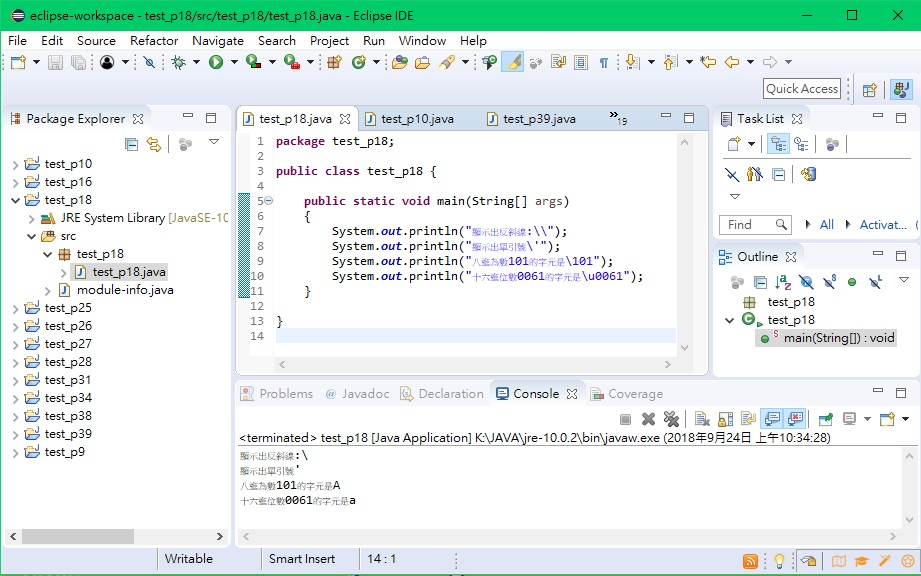 eclipse-workspace - test_p18/src/test_p18/test_p18.java - Eclipse IDE
File Edit Source Refactor Navigate Search Project Run Window Help
Quick Access
Package Explorer
test_p10
test_p16
test_p18
JRE System Library [JavaSE-10
src
test_p18
test_p18.java
module-info.java
test_p25
test_p26
test_p27
test_p28
test_p31
test_p34
test_p38
test_p39
test_p9
test_p18.java test_p10.java test_p39.java »19
1 package test_p18;
2
3 public class test_p18 {
4
5 public static void main(String[] args)
6 {
7 System.out.println("顯示出反斜線:\\");
8 System.out.println("顯示出單引號\'");
9 System.out.println("八進為數101的字元是\101");
10 System.out.println("十六進位數0061的字元是\u0061");
11 }
12
13 }
14
Task List
Find All Activat...
Outline
test_p18
test_p18
main(String[]) : void
Problems @ Javadoc Declaration Console Coverage
<terminated> test_p18 [Java Application] K:\JAVA\jre-10.0.2\bin\javaw.exe (2018年9月24日 上午10:34:28)
顯示出反斜線:\
顯示出單引號'
八進為數101的字元是A
十六進位數0061的字元是a
Writable Smart Insert 14 : 1